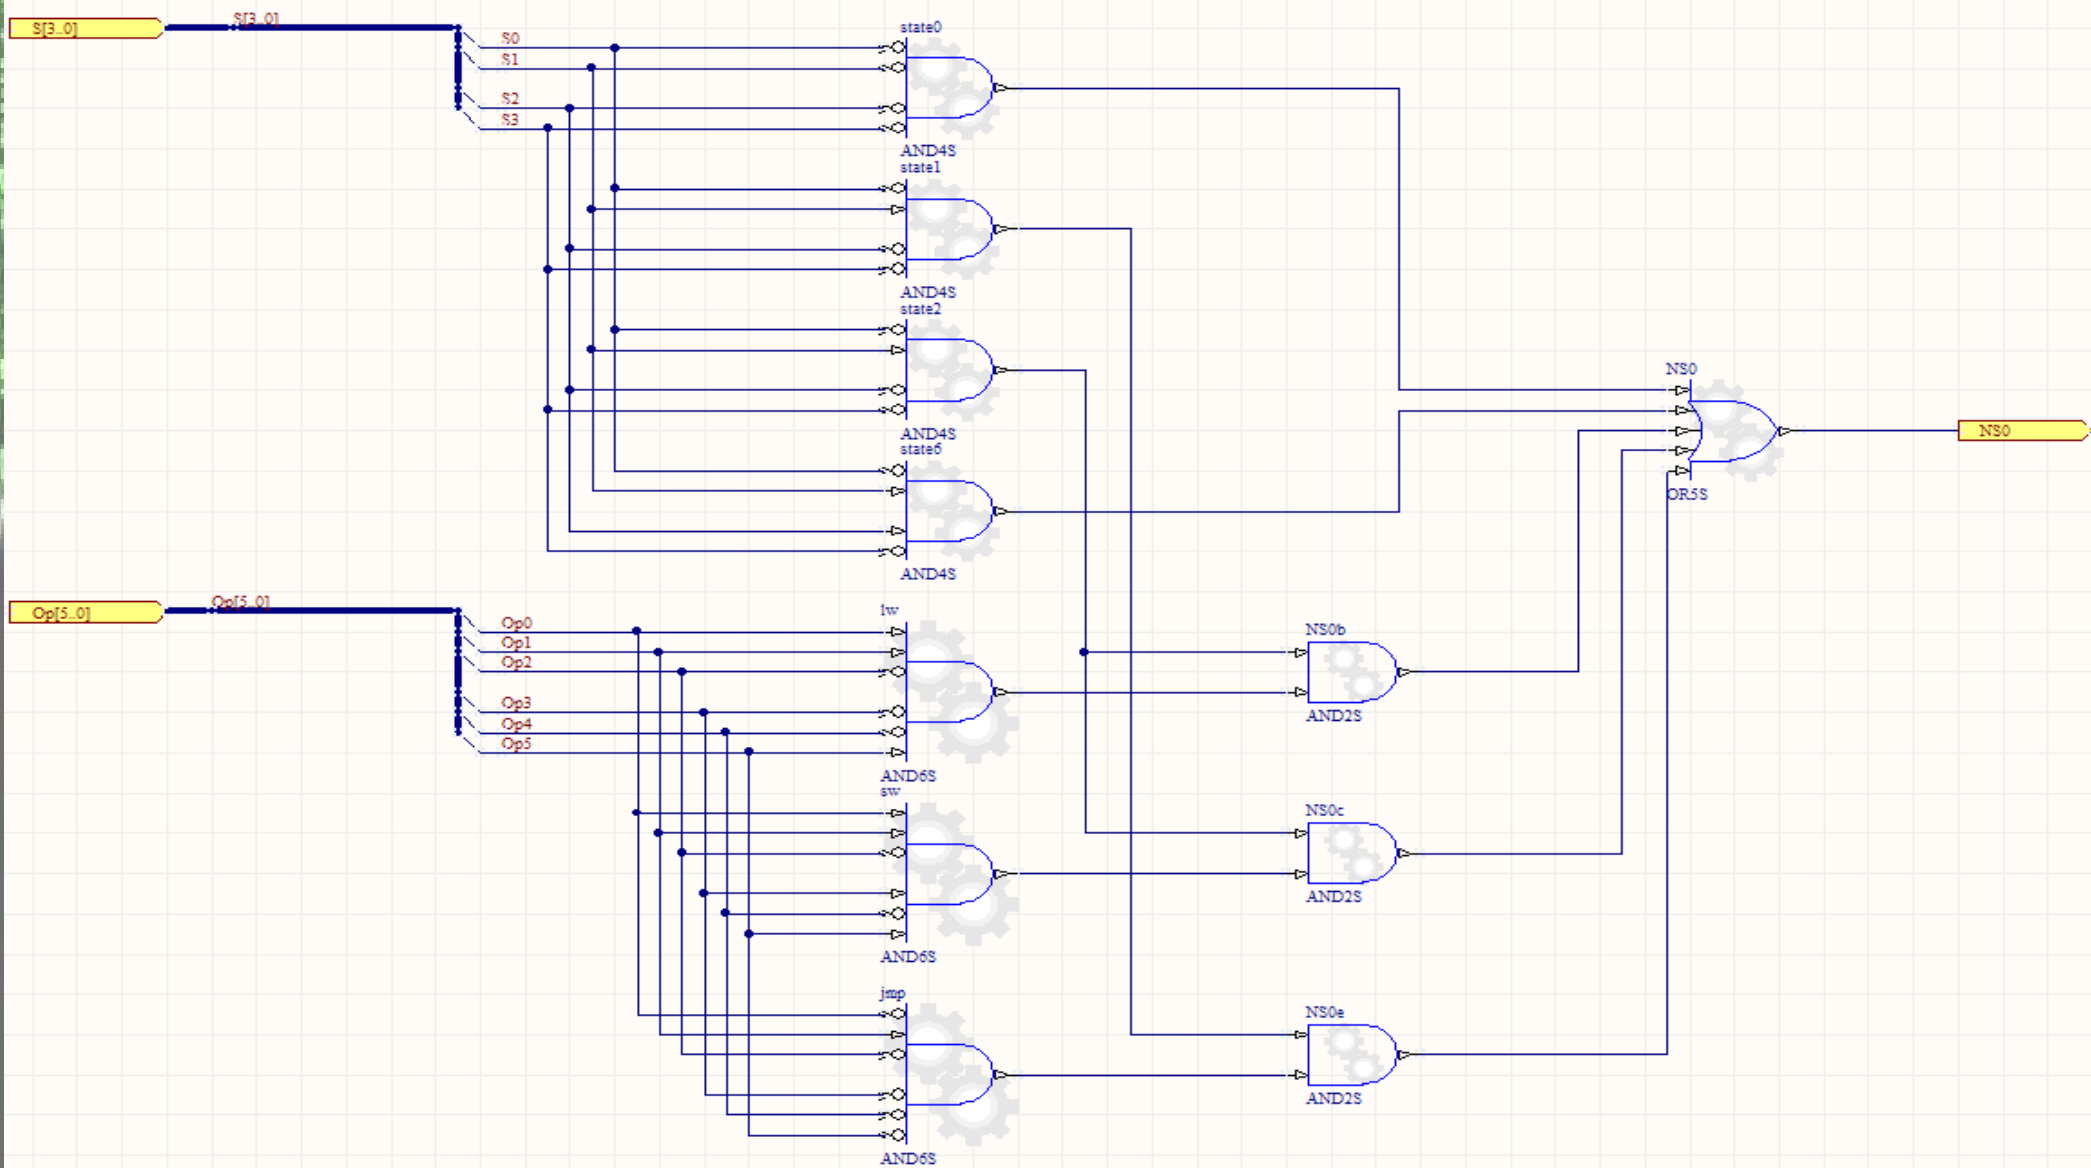 S[3..0]
S[3..0]
S0
S1
S2
S3
state0
AND4S
state1
AND4S
state2
AND4S
state6
AND4S
NS0
OR5S
NS0
Op[5..0]
Op[5..0]
Op0
Op1
Op2
Op3
Op4
Op5
lw
AND6S
sw
AND6S
jmp
AND6S
NS0b
AND2S
NS0c
AND2S
NS0e
AND2S